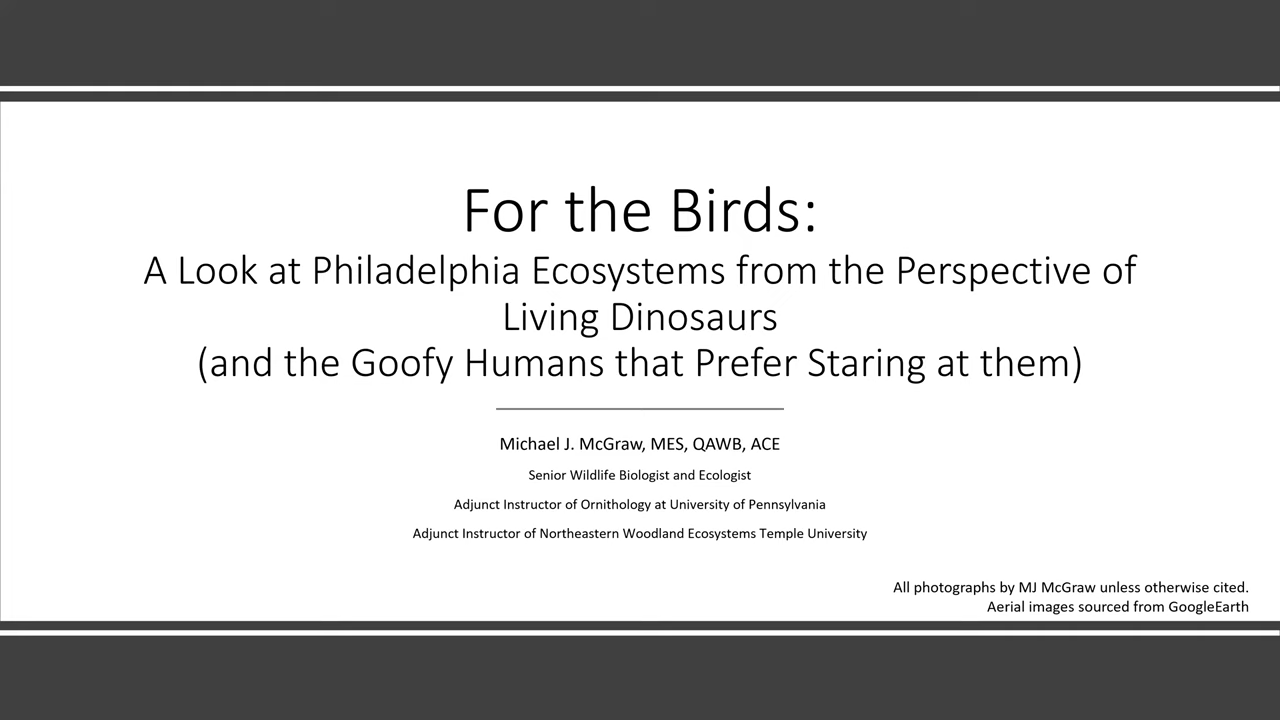 For the Birds:
A Look at Philadelphia Ecosystems from the Perspective of
Living Dinosaurs
(and the Goofy Humans that Prefer Staring at them)
Michael J. McGraw, MES, QAWB, ACE
Senior Wildlife Biologist and Ecologist
Adjunct Instructor of Ornithology at University of Pennsylvania
Adjunct Instructor of Northeastern Woodland Ecosystems Temple University
All photographs by MJ McGraw unless otherwise cited.
Aerial images sourced from GoogleEarth